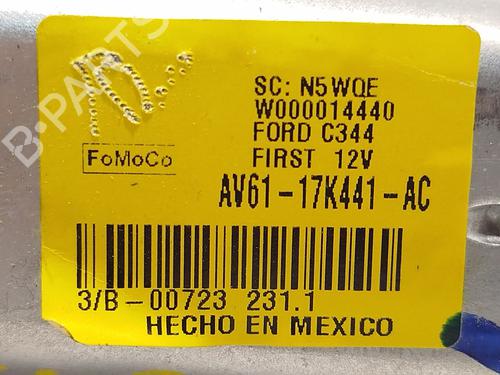 SC: N5WQE
W000014440
FORD C344
FIRST 12V
FoMoCo
AV61-17K441-AC
3/B-00723 231.1
HECHO EN MEXICO
B-PARTS